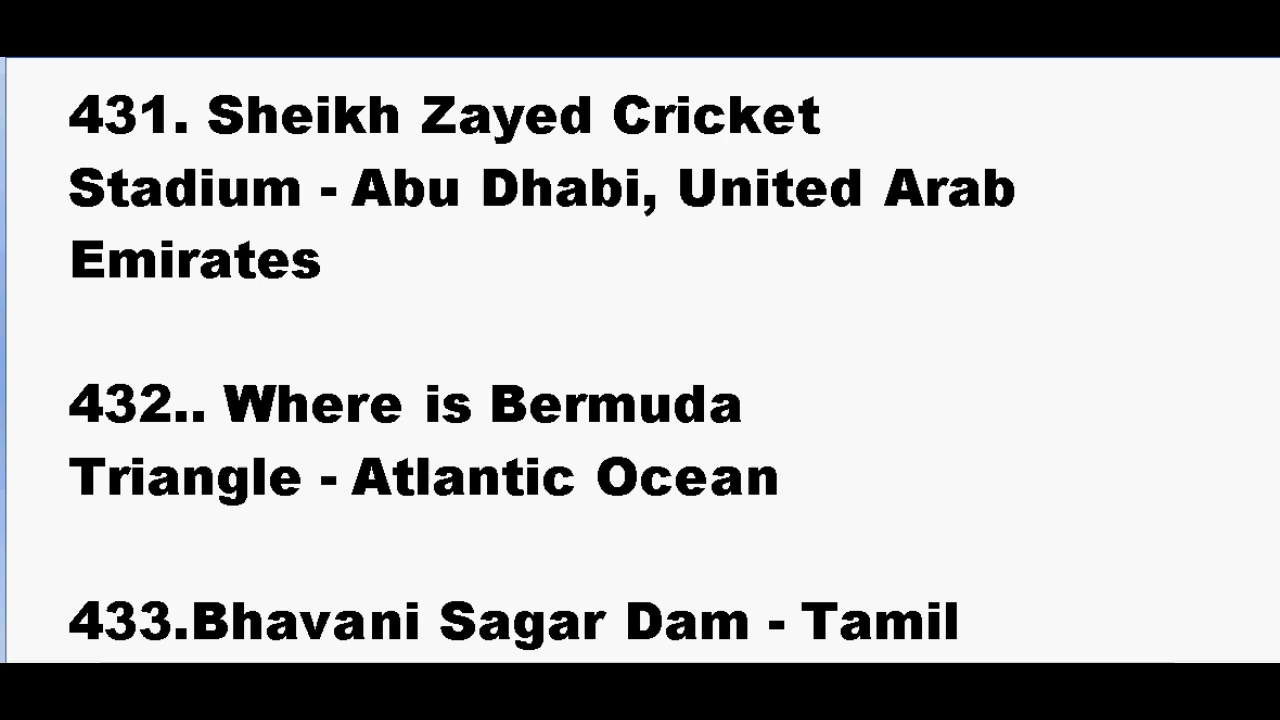 431. Sheikh Zayed Cricket
Stadium - Abu Dhabi, United Arab
Emirates
432.. Where is Bermuda
Triangle - Atlantic Ocean
433.Bhavani Sagar Dam - Tamil